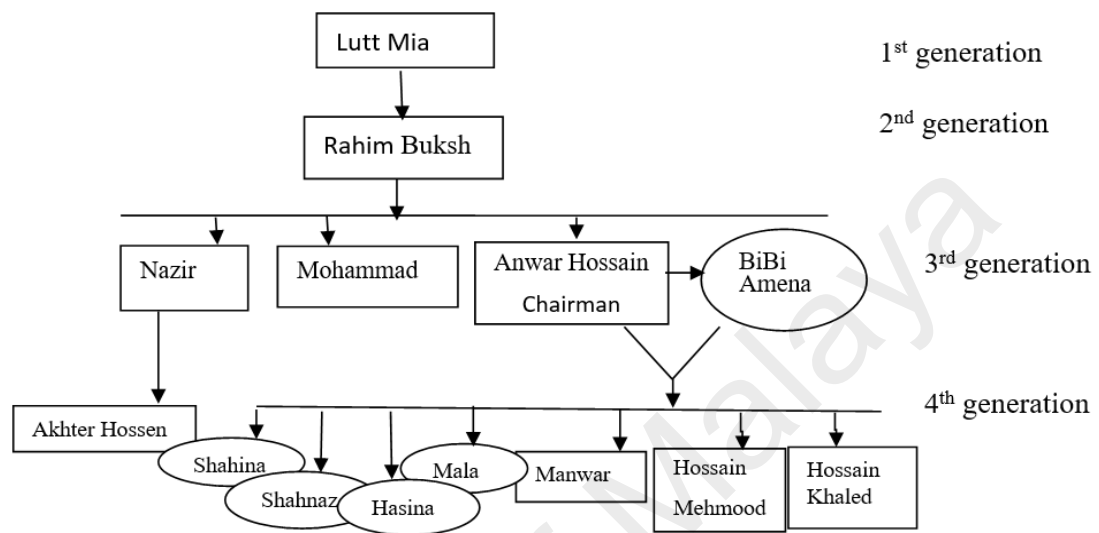 Lutt Mia
1st generation
Rahim Buksh
2nd generation
Nazir
Mohammad
Anwar Hossain
Chairman
BiBi
Amena
3rd generation
Akhter Hossen
Shahina
Shahnaz
Hasina
Mala
Manwar
Hossain
Mehmood
Hossain
Khaled
4th generation
Malaya